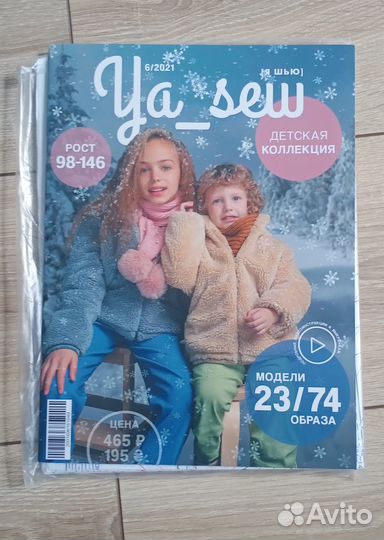 6/2021
[Я ШЬЮ]
Ya_sew
РОСТ
98-146
ДЕТСКАЯ
КОЛЛЕКЦИЯ
МОДЕЛИ
23/74
ОБРАЗА
ЦЕНА
465 ₽
195 ₴
Avito